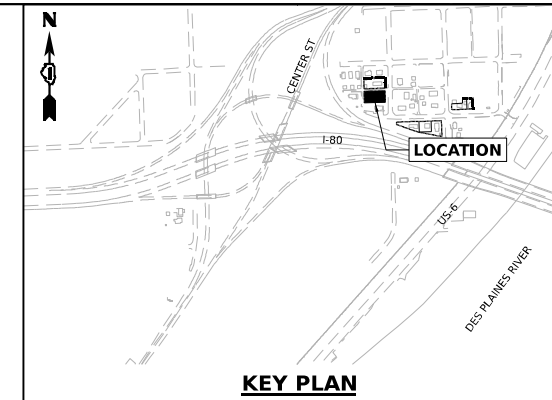 N
CENTER ST
I-80
LOCATION
US-6
DES PLAINES RIVER
KEY PLAN